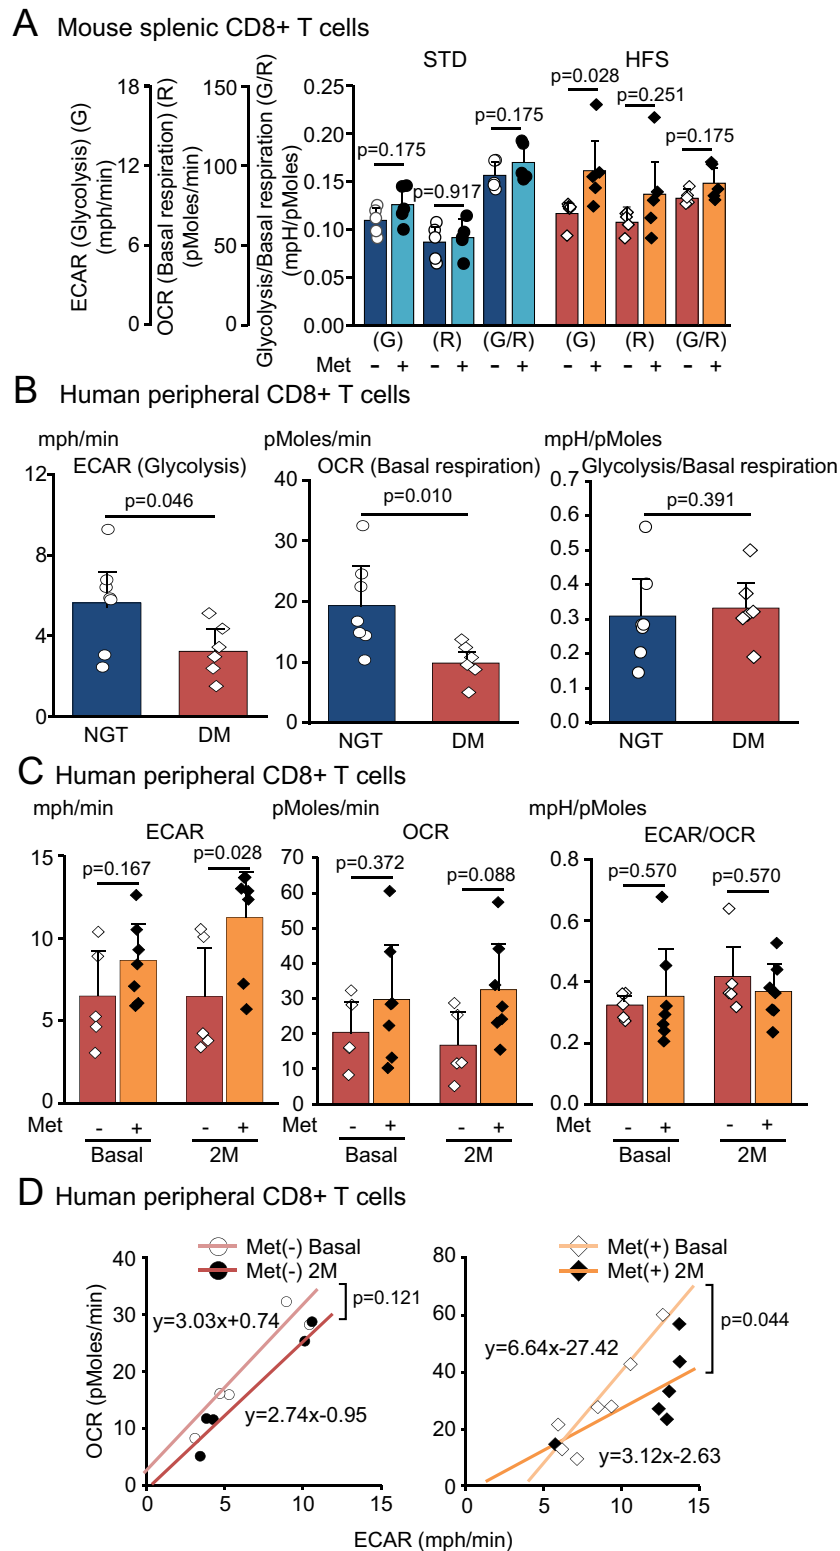 A Mouse splenic CD8+ T cells
STD HFS
ECAR (Glycolysis) (G)
(mph/min)
18
12
6
0
OCR (Basal respiration) (R)
(pMoles/min)
150
100
50
0
Glycolysis/Basal respiration (G/R)
(mpH/pMoles)
0.25
0.20
0.15
0.10
0.05
0.00
p=0.175
p=0.917
p=0.175
p=0.028
p=0.251
p=0.175
(G) (R) (G/R) (G) (R) (G/R)
Met - + - + - + - + - + - +
B Human peripheral CD8+ T cells
mph/min
ECAR (Glycolysis)
p=0.046
12
8
4
0
NGT DM
pMoles/min
OCR (Basal respiration)
p=0.010
40
30
20
10
0
NGT DM
mpH/pMoles
Glycolysis/Basal respiration
p=0.391
0.7
0.6
0.5
0.4
0.3
0.2
0.1
0.0
NGT DM
C Human peripheral CD8+ T cells
mph/min
ECAR
p=0.167
p=0.028
15
10
5
0
Met - + - +
Basal 2M
pMoles/min
OCR
p=0.372
p=0.088
70
60
50
40
30
20
10
0
- + - +
Basal 2M
mpH/pMoles
ECAR/OCR
p=0.570
p=0.570
0.8
0.6
0.4
0.2
0.0
- + - +
Basal 2M
D Human peripheral CD8+ T cells
Met(-) Basal
Met(-) 2M
OCR (pMoles/min)
40
30
20
10
0
p=0.121
y=3.03x+0.74
y=2.74x-0.95
0 5 10 15
Met(+) Basal
Met(+) 2M
80
60
40
20
0
p=0.044
y=6.64x-27.42
y=3.12x-2.63
5 10 15
ECAR (mph/min)